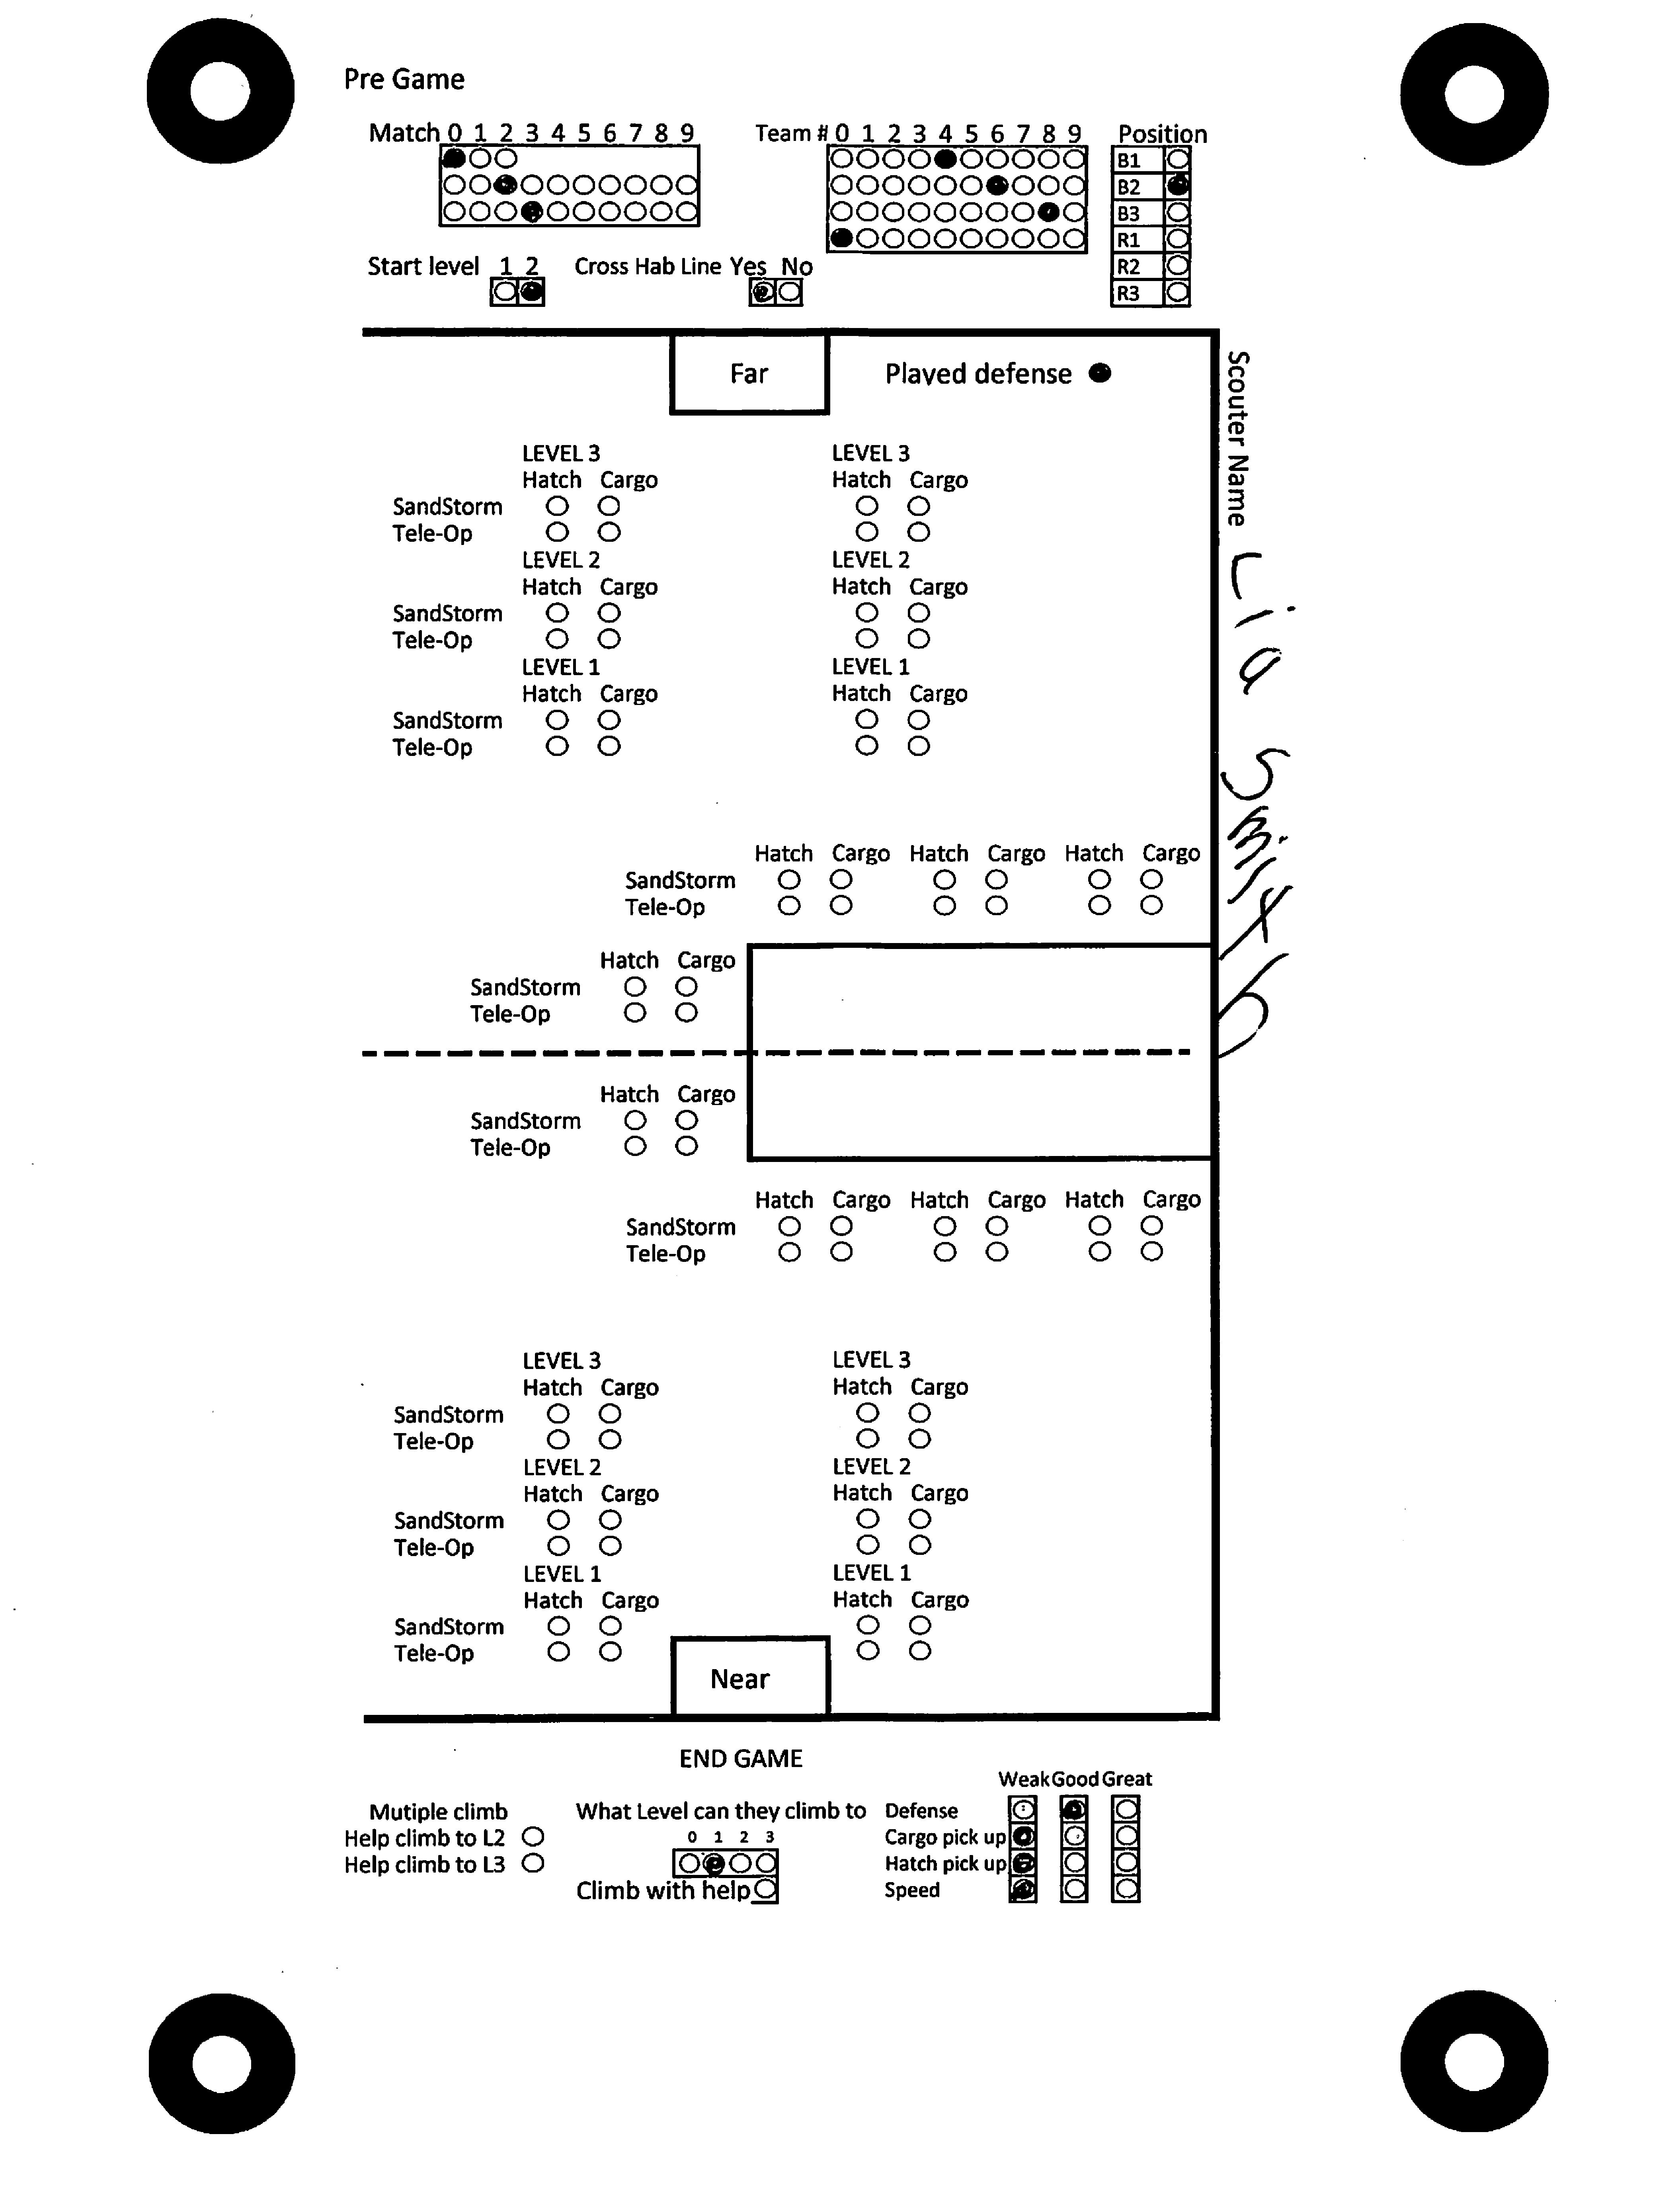 Pre Game
Match 0 1 2 3 4 5 6 7 8 9
Team # 0 1 2 3 4 5 6 7 8 9
Position
B1
B2
B3
R1
R2
R3
Start level 1 2
Cross Hab Line Yes No
Far
Played defense
Scouter Name Lia Smith
LEVEL 3 LEVEL 3
Hatch Cargo Hatch Cargo
SandStorm
Tele-Op
LEVEL 2 LEVEL 2
Hatch Cargo Hatch Cargo
SandStorm
Tele-Op
LEVEL 1 LEVEL 1
Hatch Cargo Hatch Cargo
SandStorm
Tele-Op
Hatch Cargo Hatch Cargo Hatch Cargo
SandStorm
Tele-Op
Hatch Cargo
SandStorm
Tele-Op
Hatch Cargo
SandStorm
Tele-Op
Hatch Cargo Hatch Cargo Hatch Cargo
SandStorm
Tele-Op
LEVEL 3 LEVEL 3
Hatch Cargo Hatch Cargo
SandStorm
Tele-Op
LEVEL 2 LEVEL 2
Hatch Cargo Hatch Cargo
SandStorm
Tele-Op
LEVEL 1 LEVEL 1
Hatch Cargo Hatch Cargo
SandStorm
Tele-Op
Near
END GAME
Mutiple climb
Help climb to L2
Help climb to L3
What Level can they climb to
0 1 2 3
Climb with help
Weak Good Great
Defense
Cargo pick up
Hatch pick up
Speed